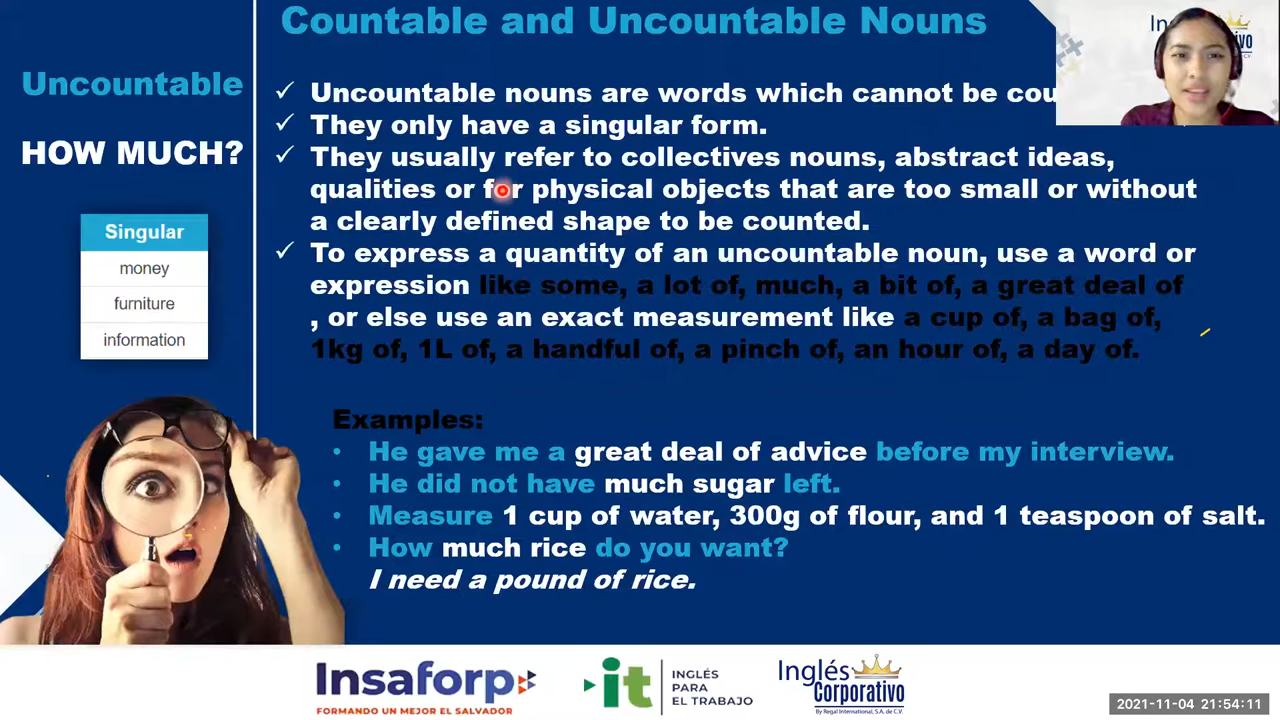 Countable and Uncountable Nouns
Uncountable
HOW MUCH?
Singular
money
furniture
information
Uncountable nouns are words which cannot be
They only have a singular form.
They usually refer to collectives nouns, abstract ideas,
qualities or for physical objects that are too small or without
a clearly defined shape to be counted.
To express a quantity of an uncountable noun, use a word or
expression like some, a lot of, much, a bit of, a great deal of
, or else use an exact measurement like a cup of, a bag of,
1kg of, 1L of, a handful of, a pinch of, an hour of, a day of.
Examples:
He gave me a great deal of advice before my interview.
He did not have much sugar left.
Measure 1 cup of water, 300g of flour, and 1 teaspoon of salt.
How much rice do you want?
I need a pound of rice.
Insaforp
FORMANDO UN MEJOR EL SALVADOR
it
INGLÉS
PARA
EL TRABAJO
Inglés
Corporativo
By Regal International, S.A. de C.V.
2021-11-04 21:54:11